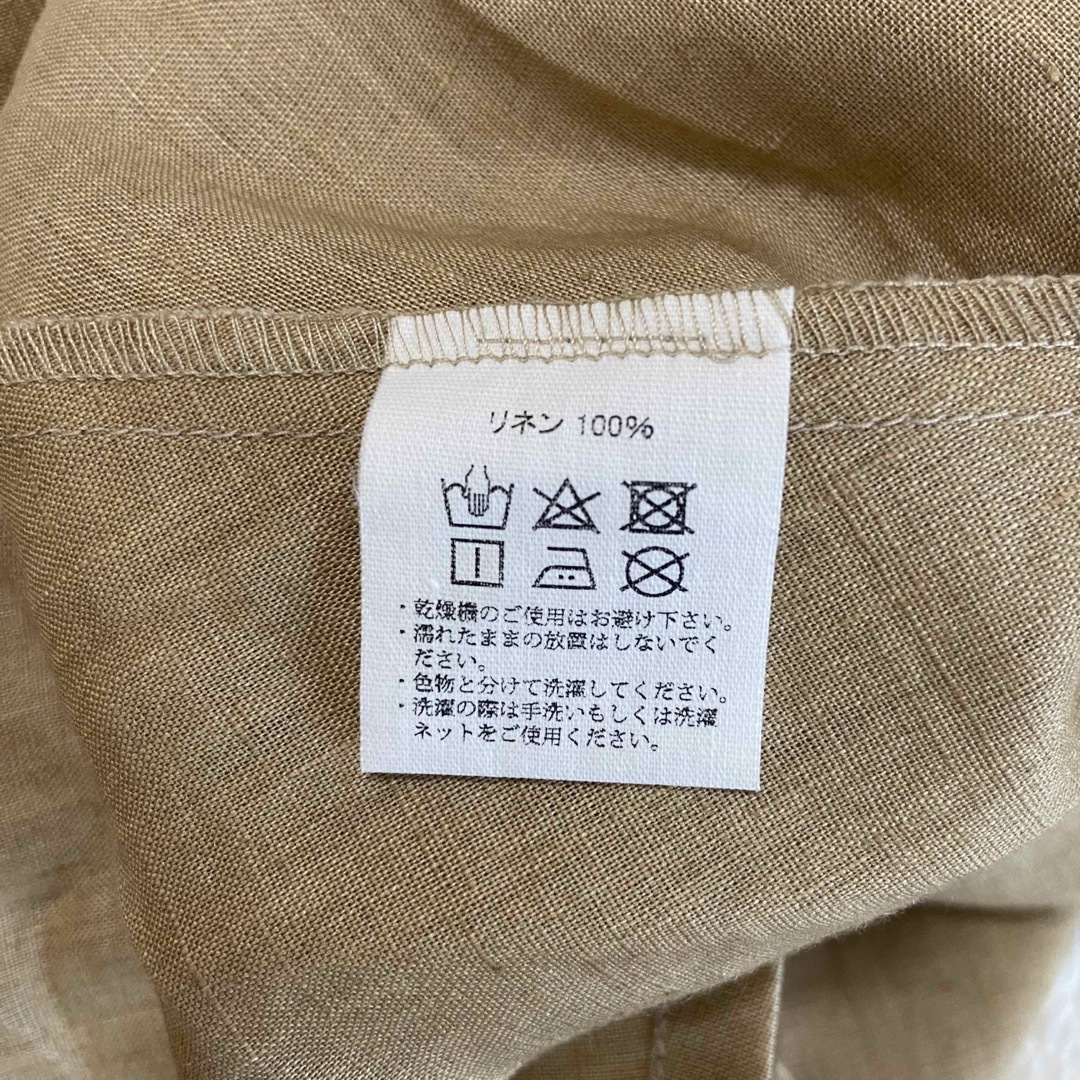 リネン 100%
・乾燥機のご使用はお避け下さい。
・濡れたままの放置はしないでく
ださい。
・色物と分けて洗濯してください。
・洗濯の際は手洗いもしくは洗濯
ネットをご使用ください。